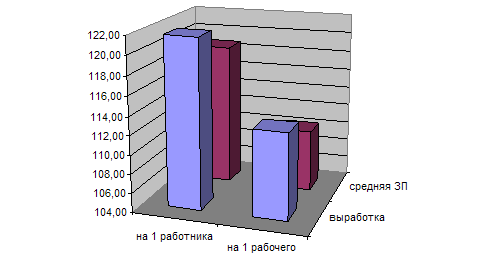 122,00
120,00
118,00
116,00
114,00
112,00
110,00
108,00
106,00
104,00
на 1 работника
на 1 рабочего
выработка
средняя ЗП